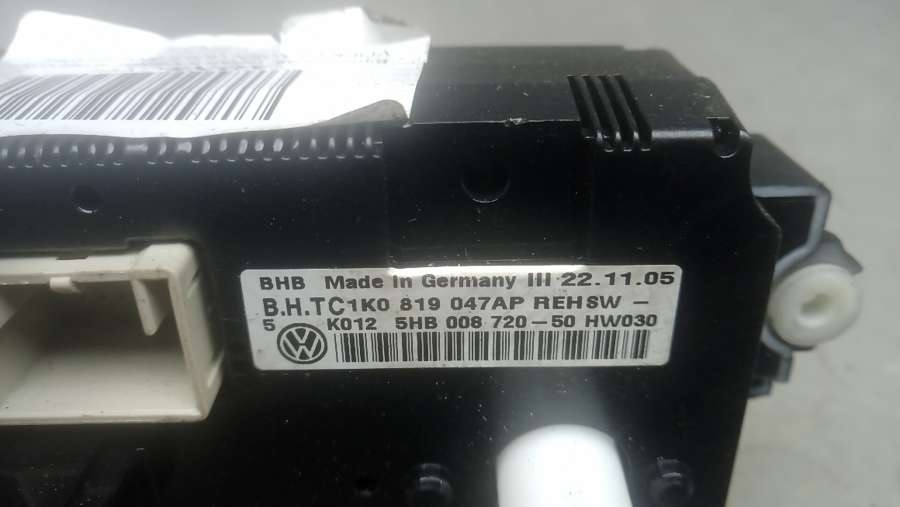 BHB Made In Germany III 22.11.05
B.H.TC1K0 819 047AP REHSW -
5 K012 5HB 008 720-50 HW030